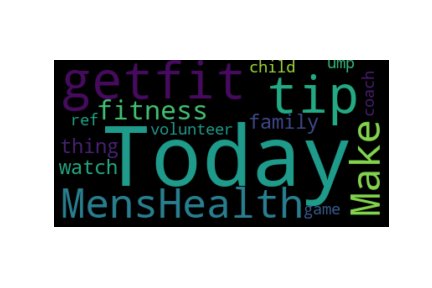 child ump
getfit tip coach
fitness
ref volunteer family
thing Today Make
watch
MensHealth game